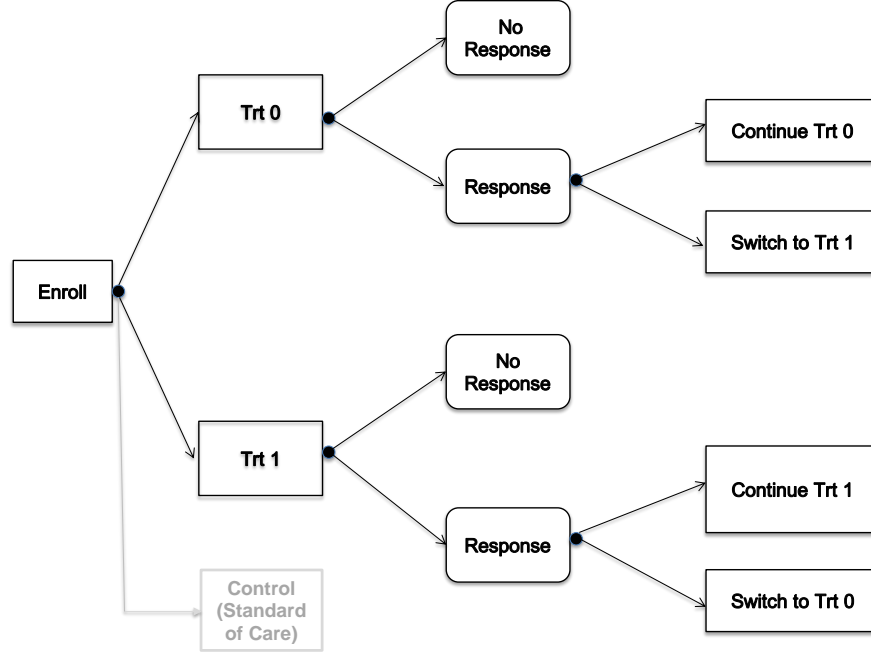 No
Response
Trt 0
Continue Trt 0
Response
Switch to Trt 1
Enroll
No
Response
Trt 1
Continue Trt 1
Response
Control
(Standard
of Care)
Switch to Trt 0